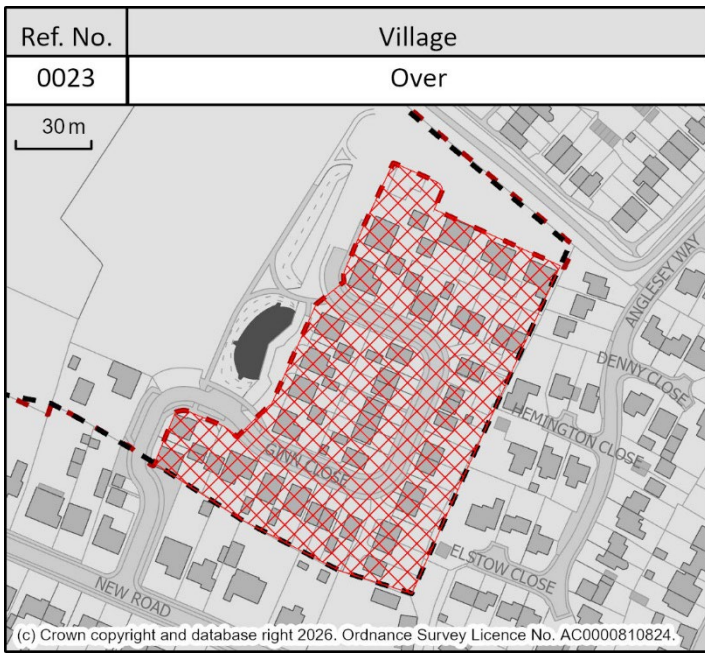 Ref. No. Village
0023 Over
30 m
ANGLESEY WAY
DENNY CLOSE
HEMINGTON CLOSE
GINN CLOSE
ELSTOW CLOSE
NEW ROAD
(c) Crown copyright and database right 2026. Ordnance Survey Licence No. AC0000810824.